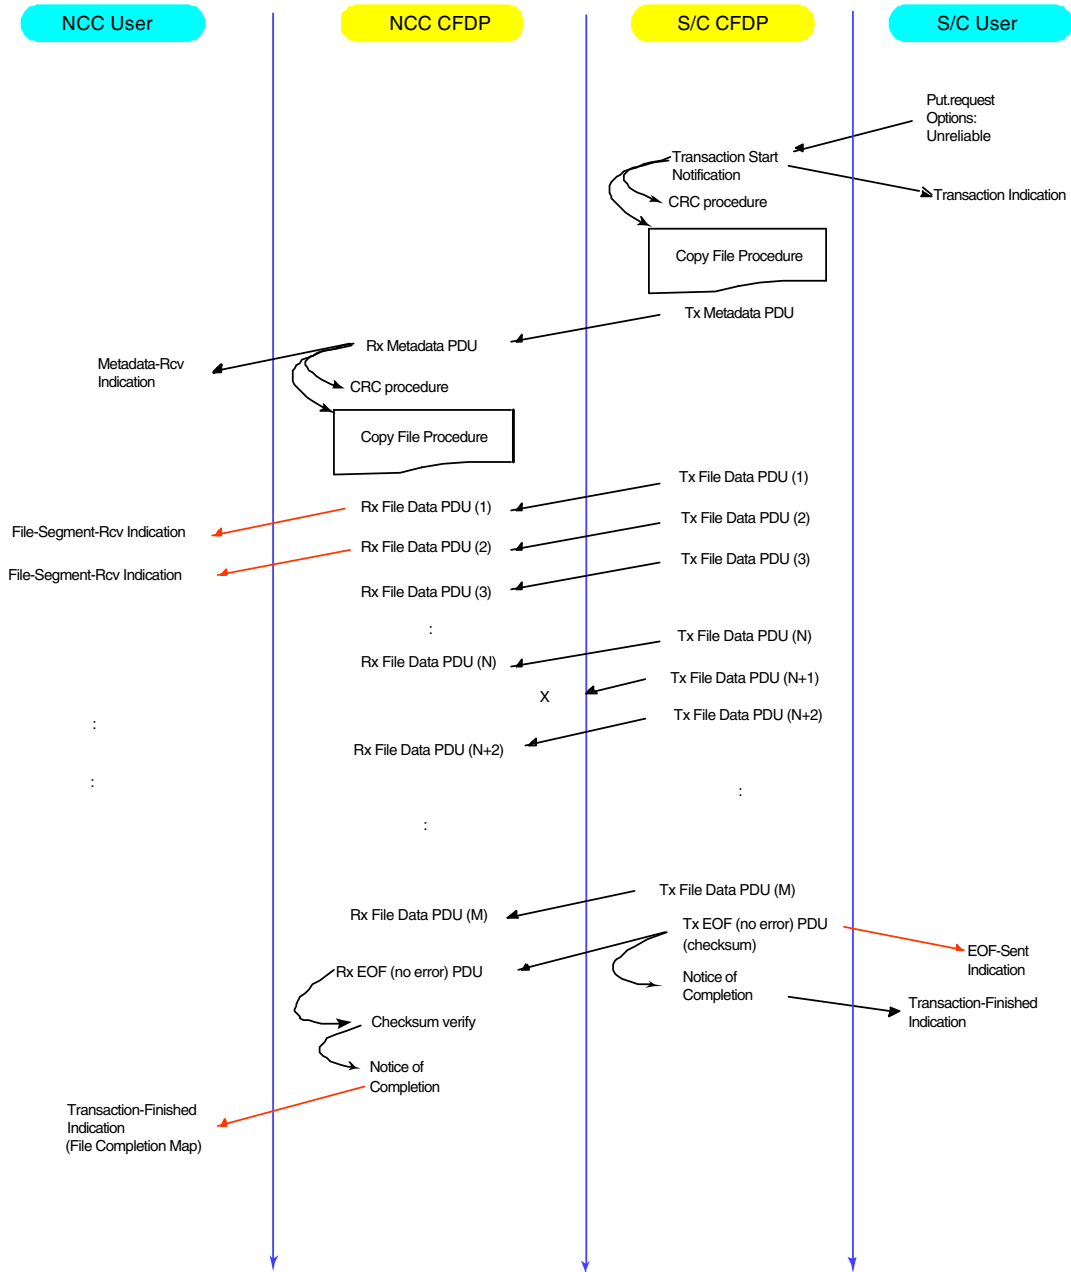 NCC User
NCC CFDP
S/C CFDP
S/C User
Put.request
Options:
Unreliable
Transaction Start
Notification
Transaction Indication
CRC procedure
Copy File Procedure
Tx Metadata PDU
Rx Metadata PDU
Metadata-Rcv
Indication
CRC procedure
Copy File Procedure
Tx File Data PDU (1)
Rx File Data PDU (1)
File-Segment-Rcv Indication
Tx File Data PDU (2)
Rx File Data PDU (2)
File-Segment-Rcv Indication
Tx File Data PDU (3)
Rx File Data PDU (3)
:
Tx File Data PDU (N)
Rx File Data PDU (N)
Tx File Data PDU (N+1)
X
Tx File Data PDU (N+2)
:
Rx File Data PDU (N+2)
:
:
:
Tx File Data PDU (M)
Rx File Data PDU (M)
Tx EOF (no error) PDU
(checksum)
EOF-Sent
Indication
Rx EOF (no error) PDU
Notice of
Completion
Transaction-Finished
Indication
Checksum verify
Notice of
Completion
Transaction-Finished
Indication
(File Completion Map)